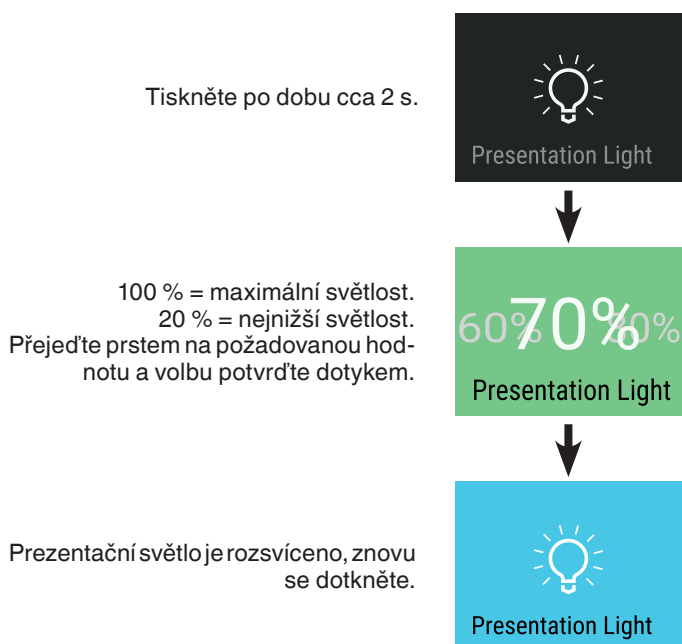 Tiskněte po dobu cca 2 s.
Presentation Light
100 % = maximální světlost.
20 % = nejnižší světlost.
Přejeďte prstem na požadovanou hod-
notu a volbu potvrďte dotykem.
60% 70% 80%
Presentation Light
Prezentační světlo je rozsvíceno, znovu
se dotkněte.
Presentation Light